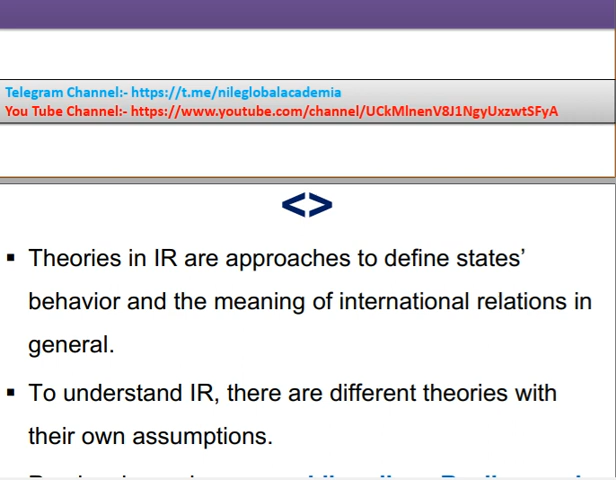 Telegram Channel:- https://t.me/nileglobalacademia
You Tube Channel:- https://www.youtube.com/channel/UCkMlnenV8J1NgyUxzwtSFyA
<>
▪ Theories in IR are approaches to define states’
behavior and the meaning of international relations in
general.
▪ To understand IR, there are different theories with
their own assumptions.